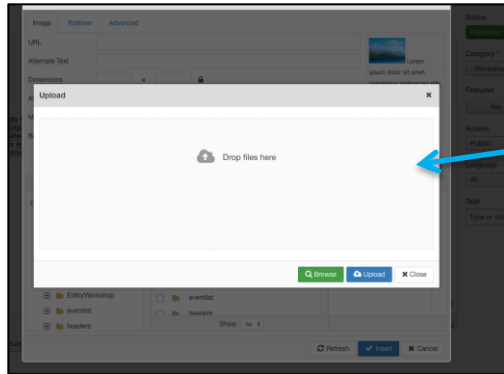 Image Rollover Advanced
Status
Published
URL
Category *
Alternate Text
Lorem
ipsum dolor sit amet,
Dimensions
Featured
Upload
Yes
Access
Public
Drop files here
Language
All
Tags
Browse Upload Close
EditorWorkshop
eventlist
eventlist
headers
headers
Show All
Refresh Insert Cancel